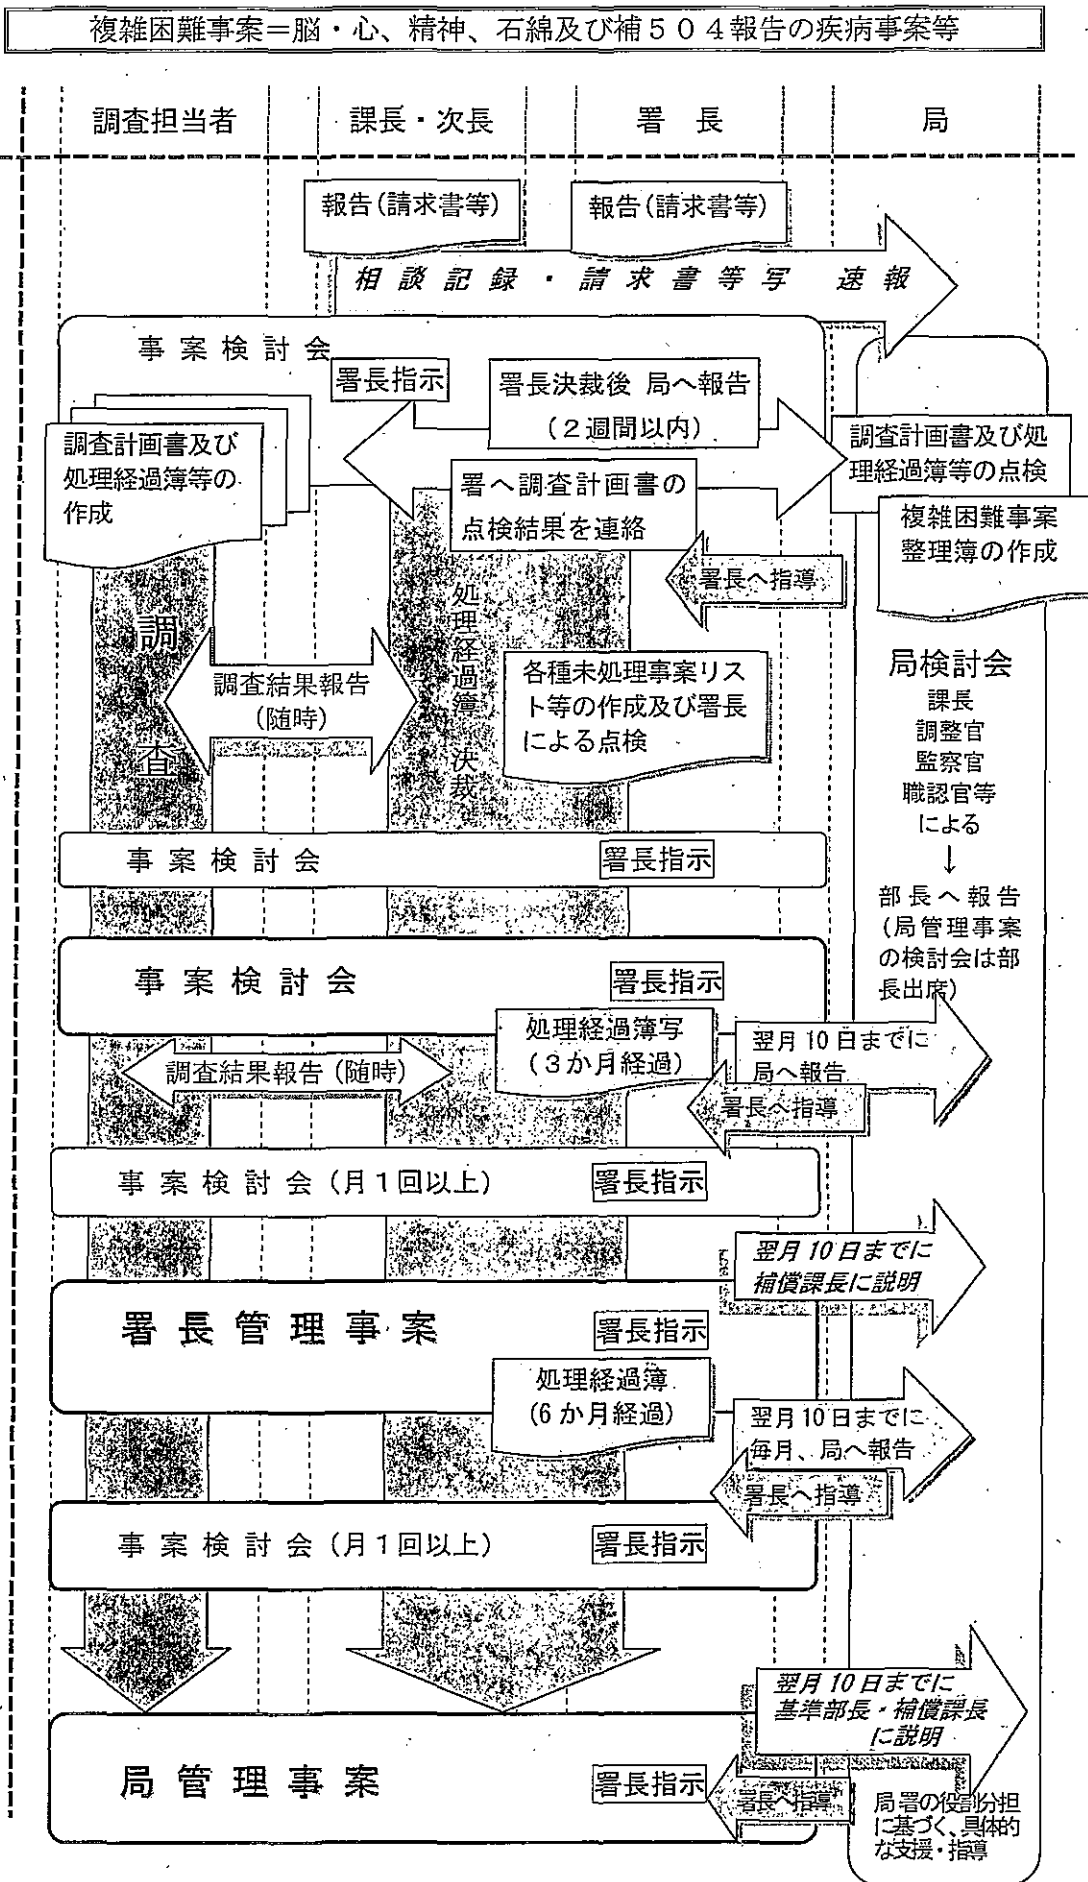 複雑困難事案＝脳・心、精神、石綿及び補５０４報告の疾病事案等
調査担当者
課長・次長
署　長
局
報告(請求書等)
報告(請求書等)
相談記録・請求書等写　速報
事案検討会
署長指示
署長決裁後 局へ報告
（２週間以内）
調査計画書及び
処理経過簿等の
作成
調査計画書及び処
理経過簿等の点検
署へ調査計画書の
点検結果を連絡
複雑困難事案
整理簿の作成
署長へ指導
調査
処理経過簿　決裁
調査結果報告
（随時）
各種未処理事案リス
ト等の作成及び署長
による点検
局検討会
課長
調整官
監察官
職認官等
による
↓
部長へ報告
(局管理事案
の検討会は部
長出席)
事案検討会
署長指示
事案検討会
署長指示
処理経過簿写
（３か月経過）
翌月10日までに
局へ報告
調査結果報告（随時）
署長へ指導
事案検討会（月１回以上）
署長指示
翌月10日までに
補償課長に説明
署長管理事案
署長指示
処理経過簿
(6か月経過)
翌月10日までに
毎月、局へ報告
署長へ指導
事案検討会（月１回以上）
署長指示
翌月10日までに
基準部長・補償課長
に説明
局管理事案
署長指示
署長へ指導
局署の役割分担
に基づく、具体的
な支援・指導